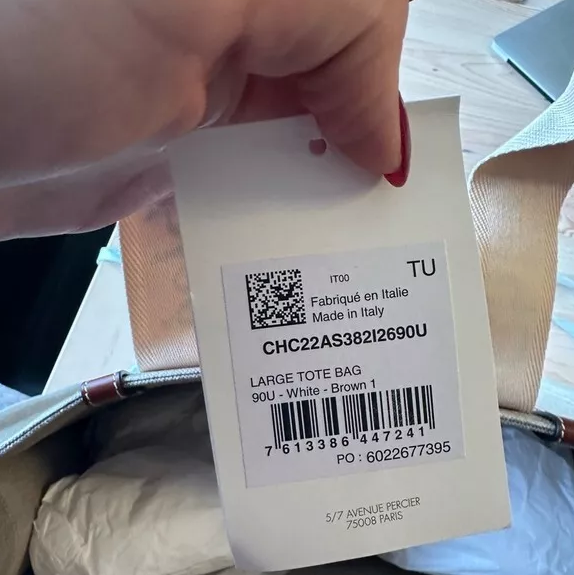 IT00
TU
Fabriqué en Italie
Made in Italy
CHC22AS382I2690U
LARGE TOTE BAG
90U - White - Brown 1
7 613386 447241
PO : 6022677395
5/7 AVENUE PERCIER
75008 PARIS